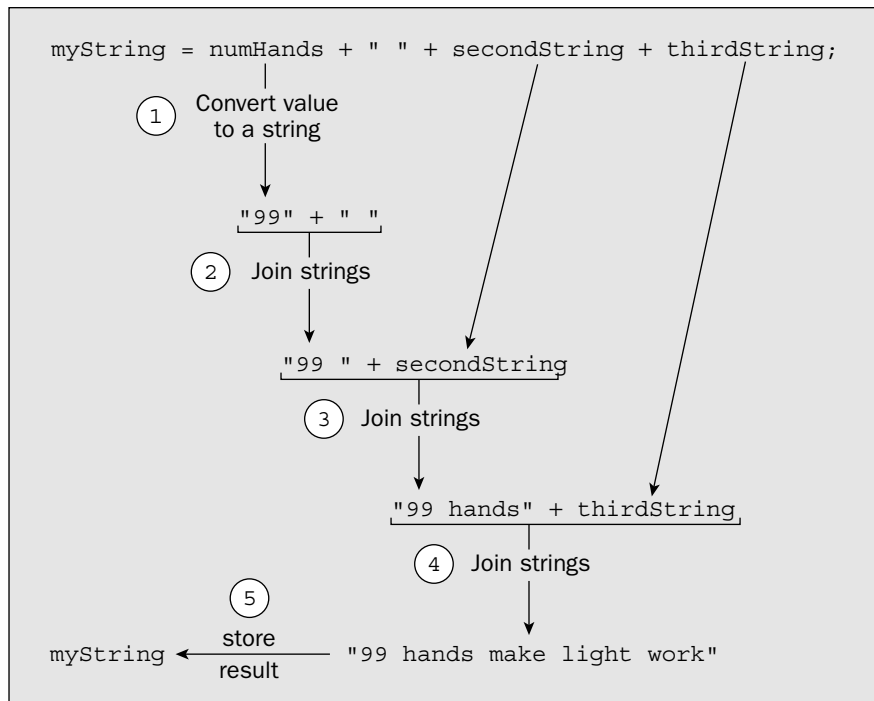 myString = numHands + " " + secondString + thirdString;
1
Convert value
to a string
"99" + " "
2
Join strings
"99 " + secondString
3
Join strings
"99 hands" + thirdString
4
Join strings
5
store
result
myString
"99 hands make light work"